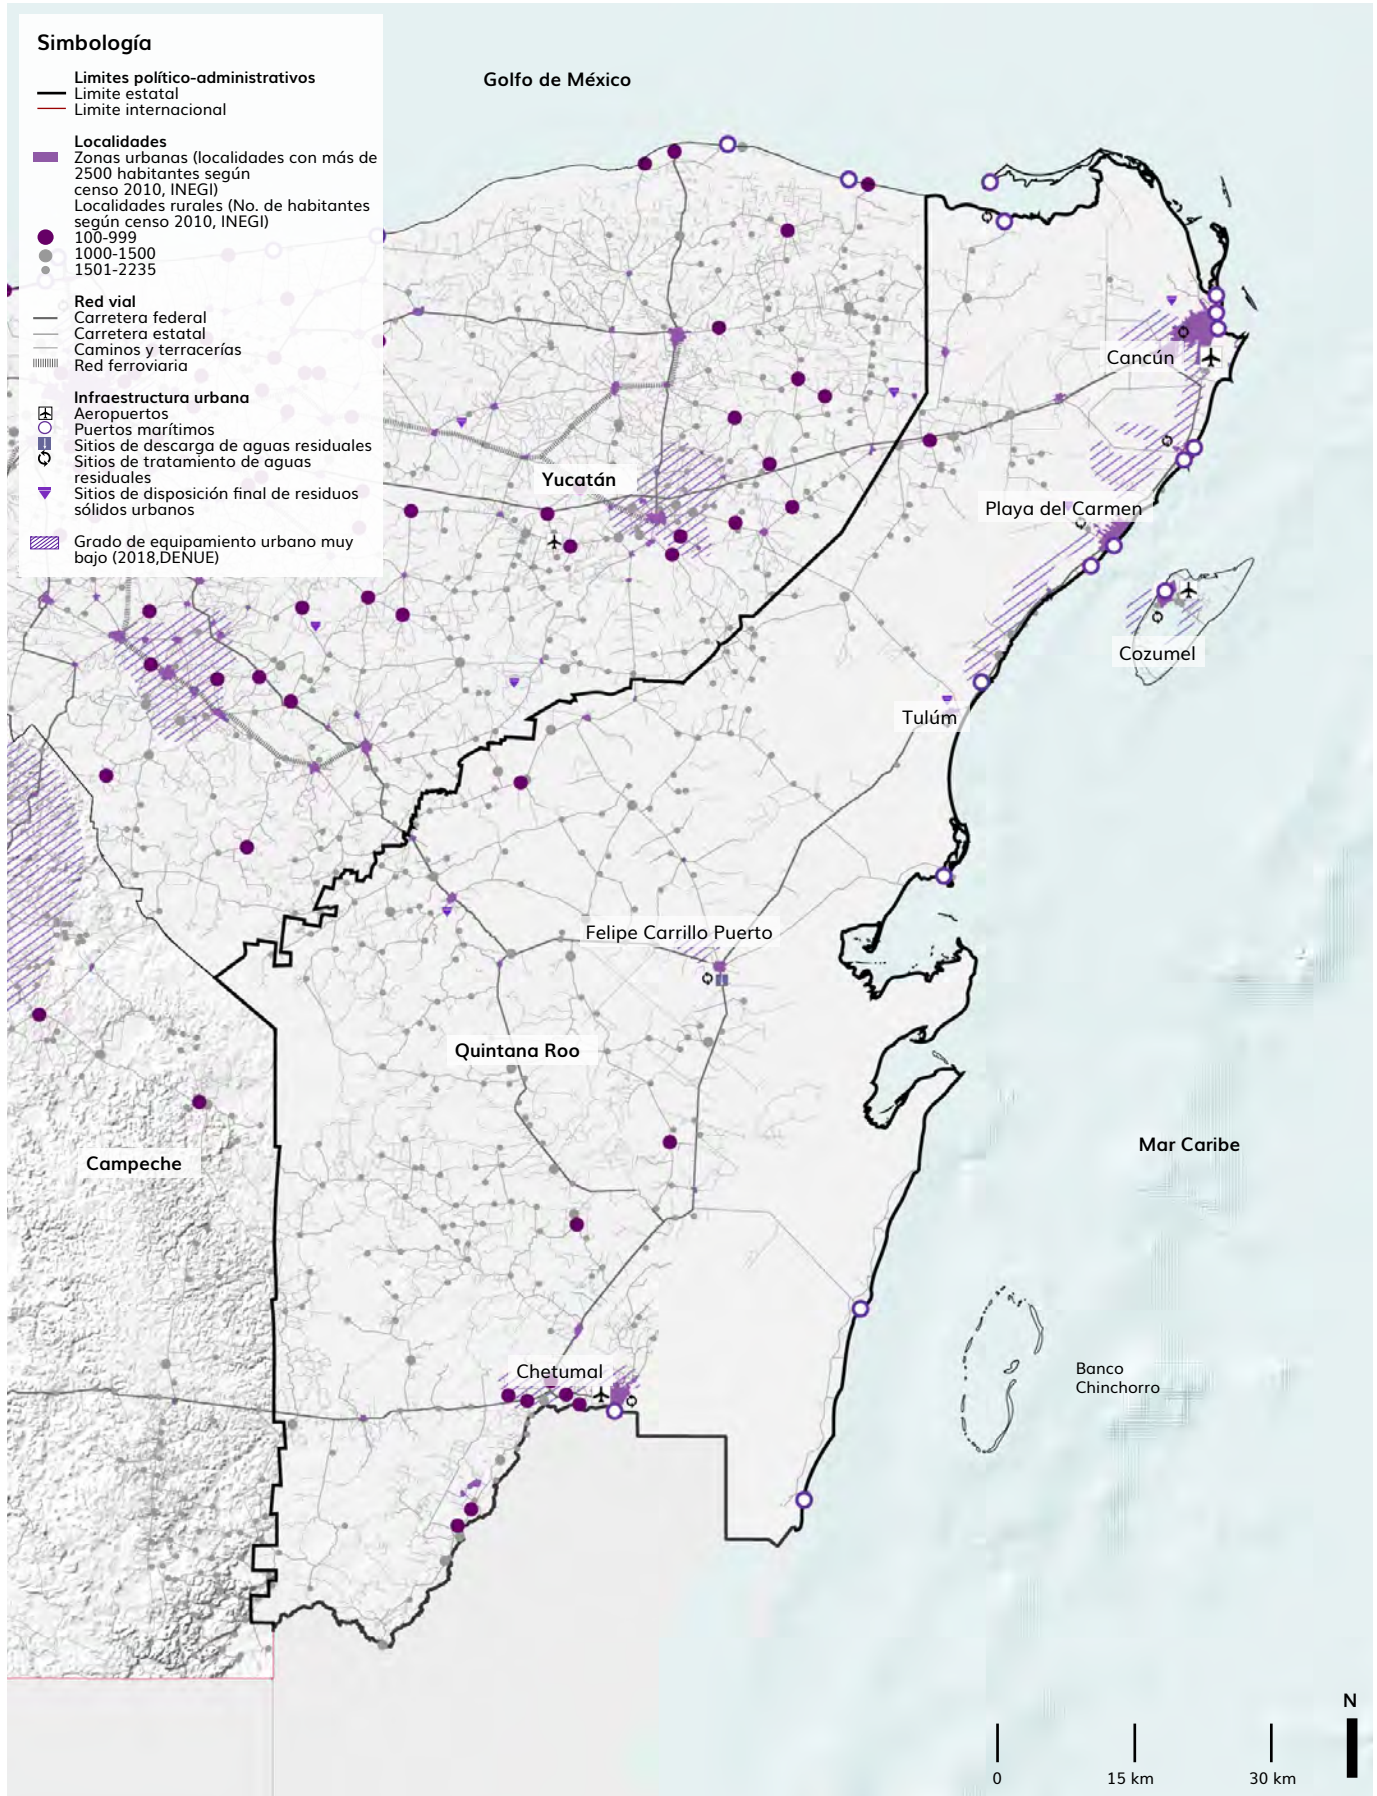 Simbología
Limites político-administrativos
Limite estatal
Limite internacional
Localidades
Zonas urbanas (localidades con más de
2500 habitantes según
censo 2010, INEGI)
Localidades rurales (No. de habitantes
según censo 2010, INEGI)
100-999
1000-1500
1501-2235
Red vial
Carretera federal
Carretera estatal
Caminos y terracerías
Red ferroviaria
Infraestructura urbana
Aeropuertos
Puertos marítimos
Sitios de descarga de aguas residuales
Sitios de tratamiento de aguas
residuales
Sitios de disposición final de residuos
sólidos urbanos
Grado de equipamiento urbano muy
bajo (2018,DENUE)
Golfo de México
Cancún
Yucatán
Playa del Carmen
Cozumel
Tulúm
Felipe Carrillo Puerto
Quintana Roo
Campeche
Mar Caribe
Chetumal
Banco
Chinchorro
N
0
15 km
30 km